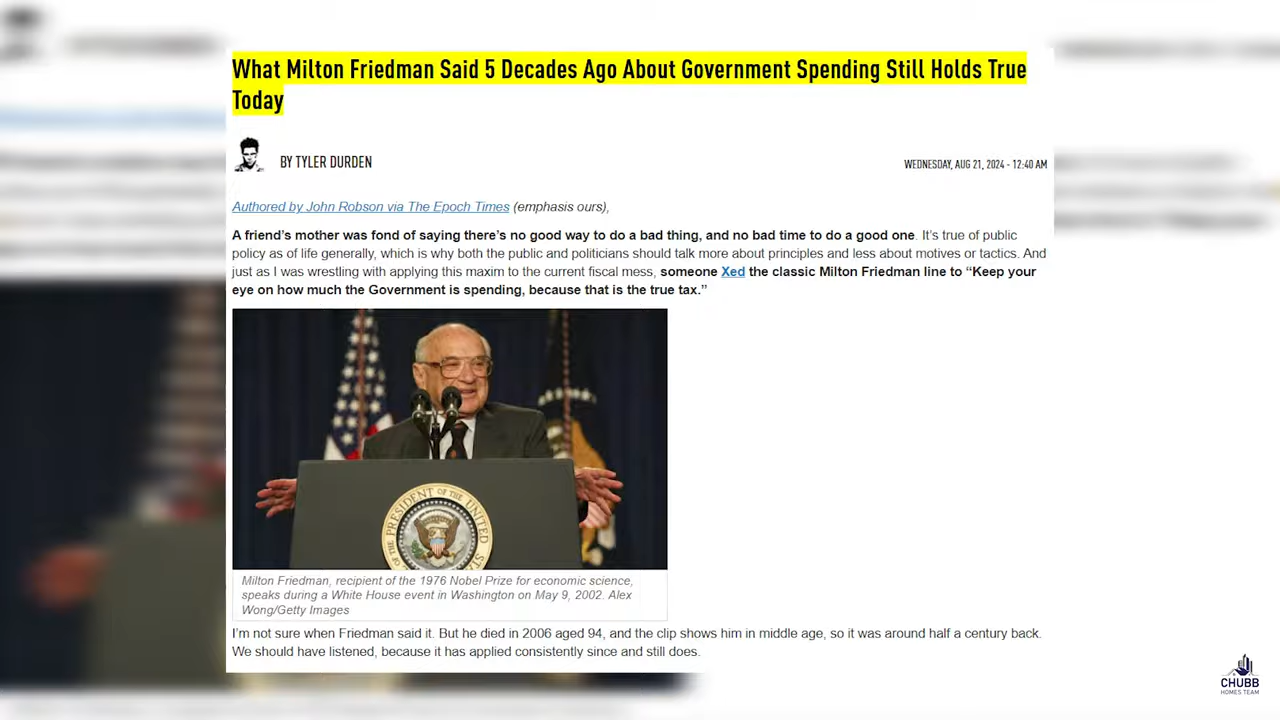 What Milton Friedman Said 5 Decades Ago About Government Spending Still Holds True
Today
BY TYLER DURDEN
WEDNESDAY, AUG 21, 2024 - 12:40 AM
Authored by John Robson via The Epoch Times (emphasis ours),
A friend's mother was fond of saying there's no good way to do a bad thing, and no bad time to do a good one. It's true of public
policy as of life generally, which is why both the public and politicians should talk more about principles and less about motives or tactics. And
just as I was wrestling with applying this maxim to the current fiscal mess, someone Xed the classic Milton Friedman line to “Keep your
eye on how much the Government is spending, because that is the true tax.”
PRESIDENT OF THE UNITED
Milton Friedman, recipient of the 1976 Nobel Prize for economic science,
speaks during a White House event in Washington on May 9, 2002. Alex
Wong/Getty Images
I'm not sure when Friedman said it. But he died in 2006 aged 94, and the clip shows him in middle age, so it was around half a century back.
We should have listened, because it has applied consistently since and still does.
CHUBB
HOMES TEAM